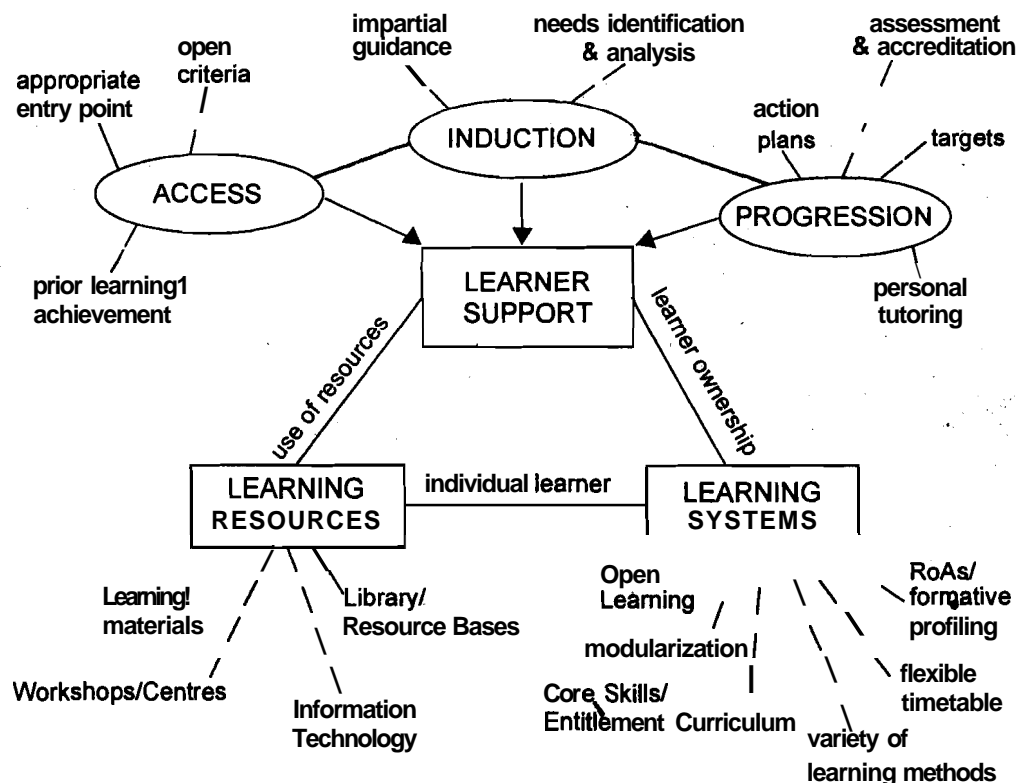 impartial
guidance
needs identification
& analysis
assessment
& accreditation
open
criteria
appropriate
entry point
action
plans
targets
INDUCTION
ACCESS
PROGRESSION
prior learning1
achievement
LEARNER
SUPPORT
personal
tutoring
use of resources
learner ownership
LEARNING
RESOURCES
individual learner
LEARNING
SYSTEMS
Learning!
materials
Library/
Resource Bases
Workshops/Centres
Information
Technology
Open
Learning
modularization
Core Skills/
Entitlement Curriculum
RoAs/
formative
profiling
flexible
timetable
variety of
learning methods